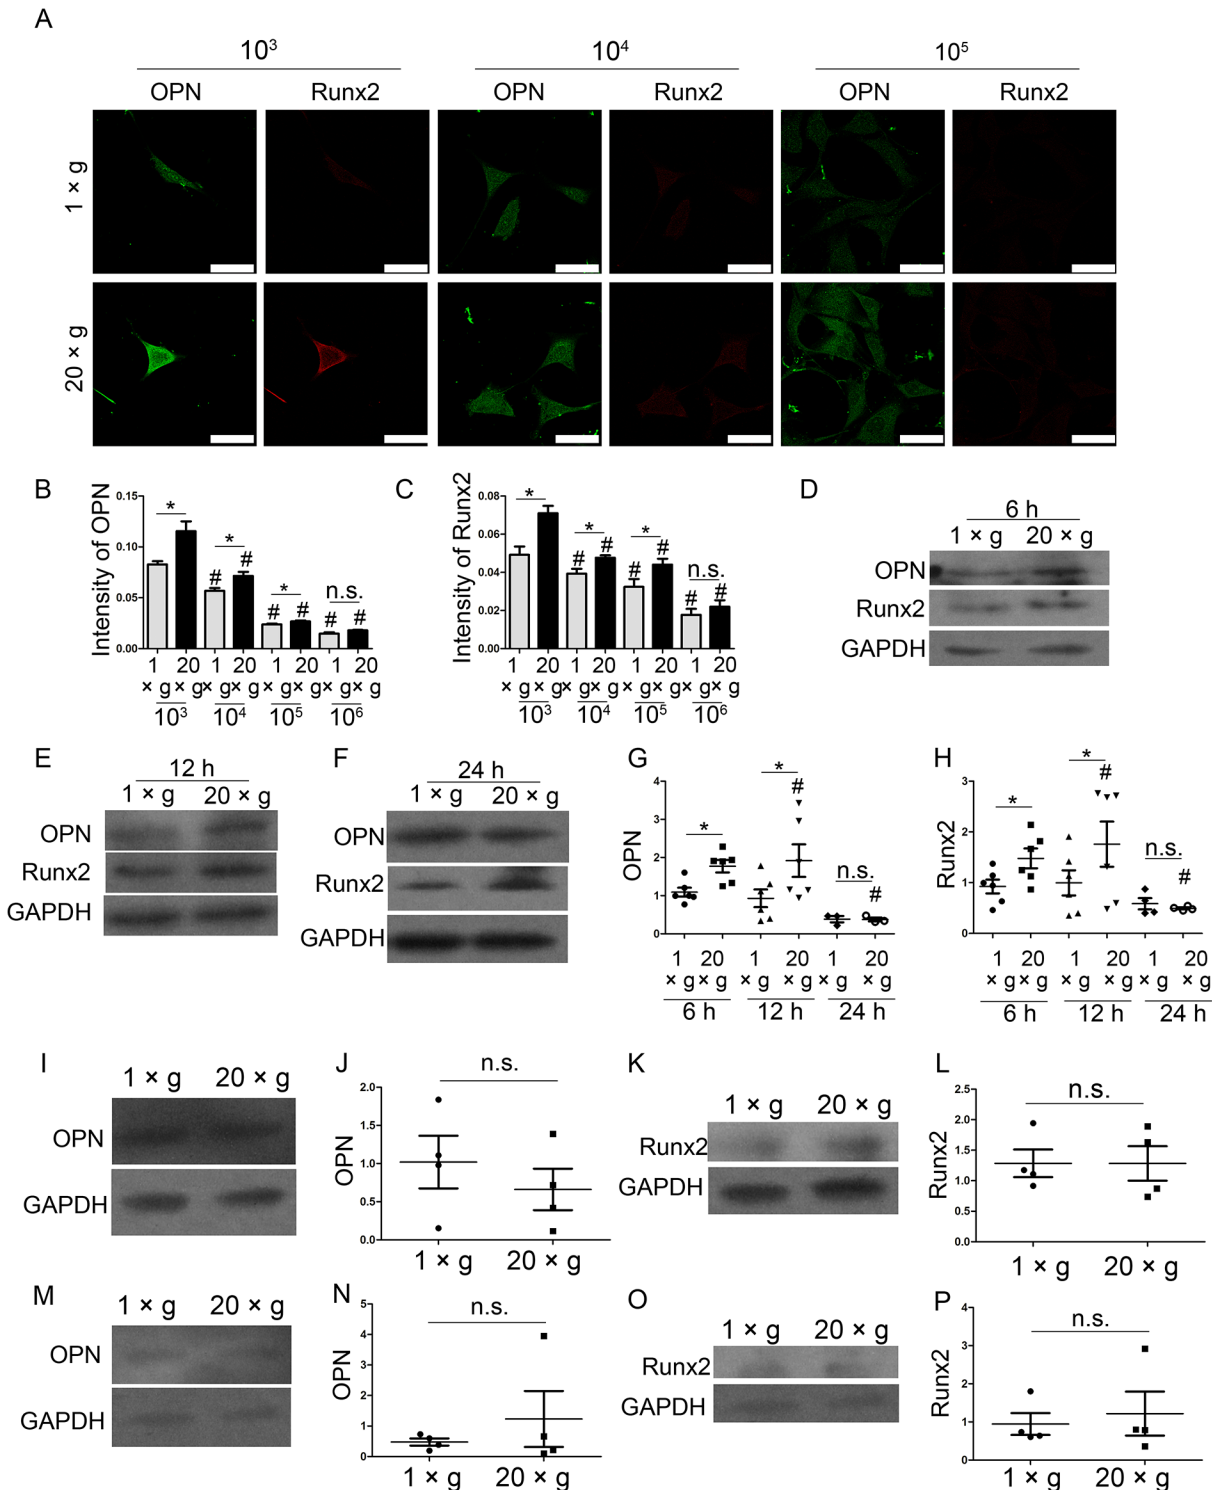 A
10³ 10⁴ 10⁵
OPN Runx2 OPN Runx2 OPN Runx2
1 × g
20 × g
B
Intensity of OPN
0.15
0.10
0.05
0.00
* * * n.s.
# # # # # #
1 20 1 20 1 20 1 20
× g× g× g× g× g× g× g× g
10³ 10⁴ 10⁵ 10⁶
C
Intensity of Runx2
0.08
0.06
0.04
0.02
0.00
* * * n.s.
# # # # # #
1 20 1 20 1 20 1 20
× g× g× g× g× g× g× g× g
10³ 10⁴ 10⁵ 10⁶
D
6 h
1 × g 20 × g
OPN
Runx2
GAPDH
E
12 h
1 × g 20 × g
OPN
Runx2
GAPDH
F
24 h
1 × g 20 × g
OPN
Runx2
GAPDH
G
OPN
4
3
2
1
0
* * n.s.
# #
1 20 1 20 1 20
× g× g × g× g × g× g
6 h 12 h 24 h
H
Runx2
3
2
1
0
* * n.s.
# #
1 20 1 20 1 20
× g× g × g× g × g× g
6 h 12 h 24 h
I
1 × g 20 × g
OPN
GAPDH
J
n.s.
OPN
2.0
1.5
1.0
0.5
0.0
1 × g 20 × g
K
1 × g 20 × g
Runx2
GAPDH
L
n.s.
Runx2
2.5
2.0
1.5
1.0
0.5
0.0
1 × g 20 × g
M
1 × g 20 × g
OPN
GAPDH
N
n.s.
OPN
5
4
3
2
1
0
1 × g 20 × g
O
1 × g 20 × g
Runx2
GAPDH
P
n.s.
Runx2
4
3
2
1
0
1 × g 20 × g